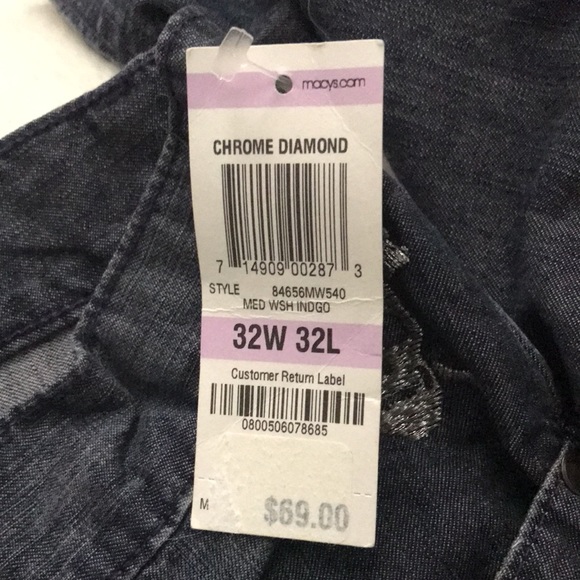 macys.com
CHROME DIAMOND
7 14909 00287 3
STYLE 84656MW540
MED WSH INDGO
32W 32L
Customer Return Label
0800506078685
M $69.00